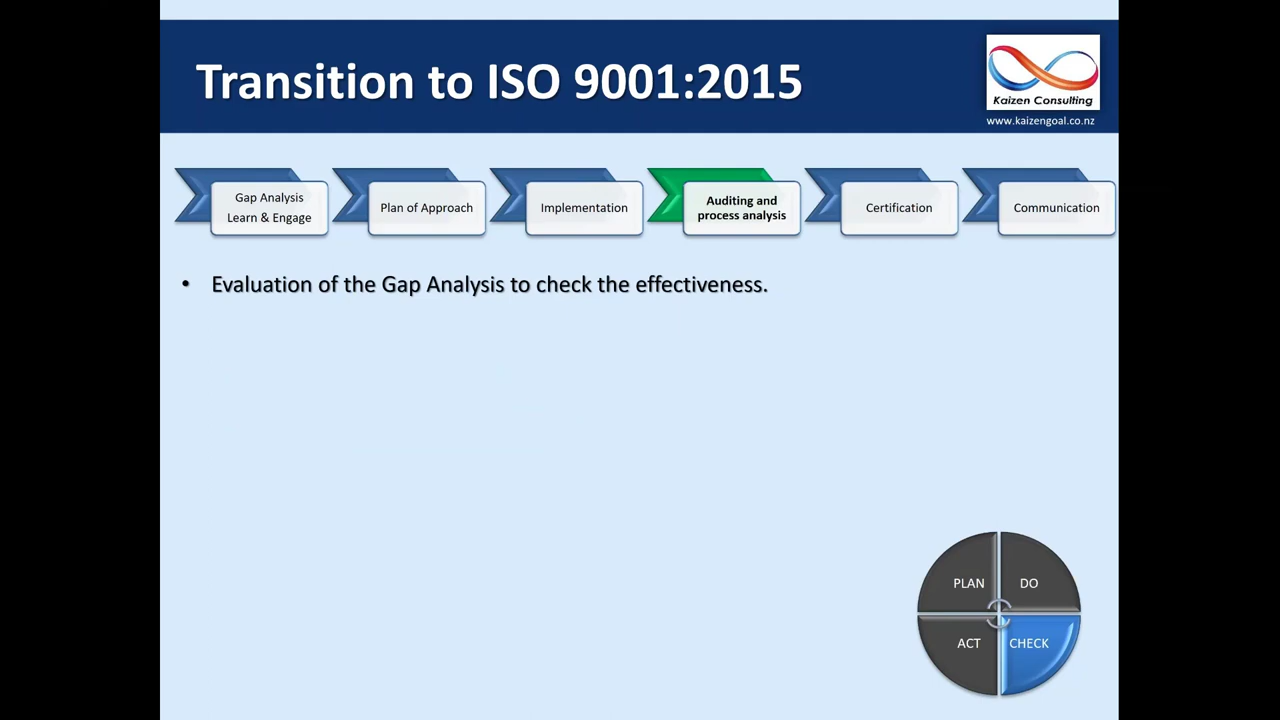 Transition to ISO 9001:2015
Kaizen Consulting
www.kaizengoal.co.nz
Gap Analysis
Learn & Engage
Plan of Approach
Implementation
Auditing and
process analysis
Certification
Communication
• Evaluation of the Gap Analysis to check the effectiveness.
PLAN
DO
ACT
CHECK